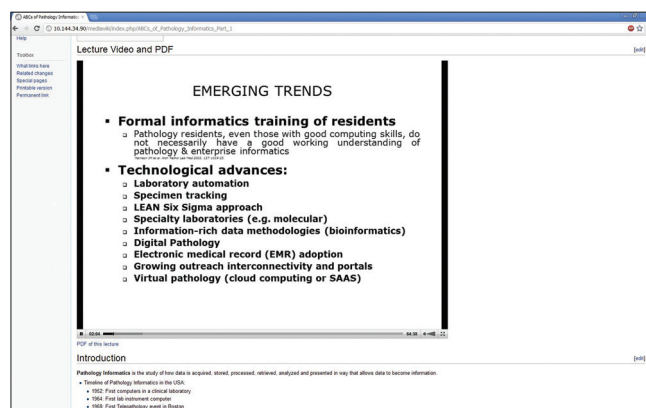 ABCs of Pathology Informatics
10.144.34.90/mediawiki/index.php/ABCs_of_Pathology_Informatics_Part_1
Help
Toolbox
What links here
Related changes
Special pages
Printable version
Permanent link
Lecture Video and PDF
[edit]
EMERGING TRENDS
Formal informatics training of residents
Pathology residents, even those with good computing skills, do
not necessarily have a good working understanding of
pathology & enterprise informatics
Technological advances:
Laboratory automation
Specimen tracking
LEAN Six Sigma approach
Specialty laboratories (e.g. molecular)
Information-rich data methodologies (bioinformatics)
Digital Pathology
Electronic medical record (EMR) adoption
Growing outreach interconnectivity and portals
Virtual pathology (cloud computing or SAAS)
02:04
54:38
PDF of this lecture
Introduction
[edit]
Pathology Informatics is the study of how data is acquired, stored, processed, retrieved, analyzed and presented in way that allows data to become information.
Timeline of Pathology Informatics in the USA:
1952: First computers in a clinical laboratory
1964: First lab instrument computer
1968: First Telepathology event in Boston